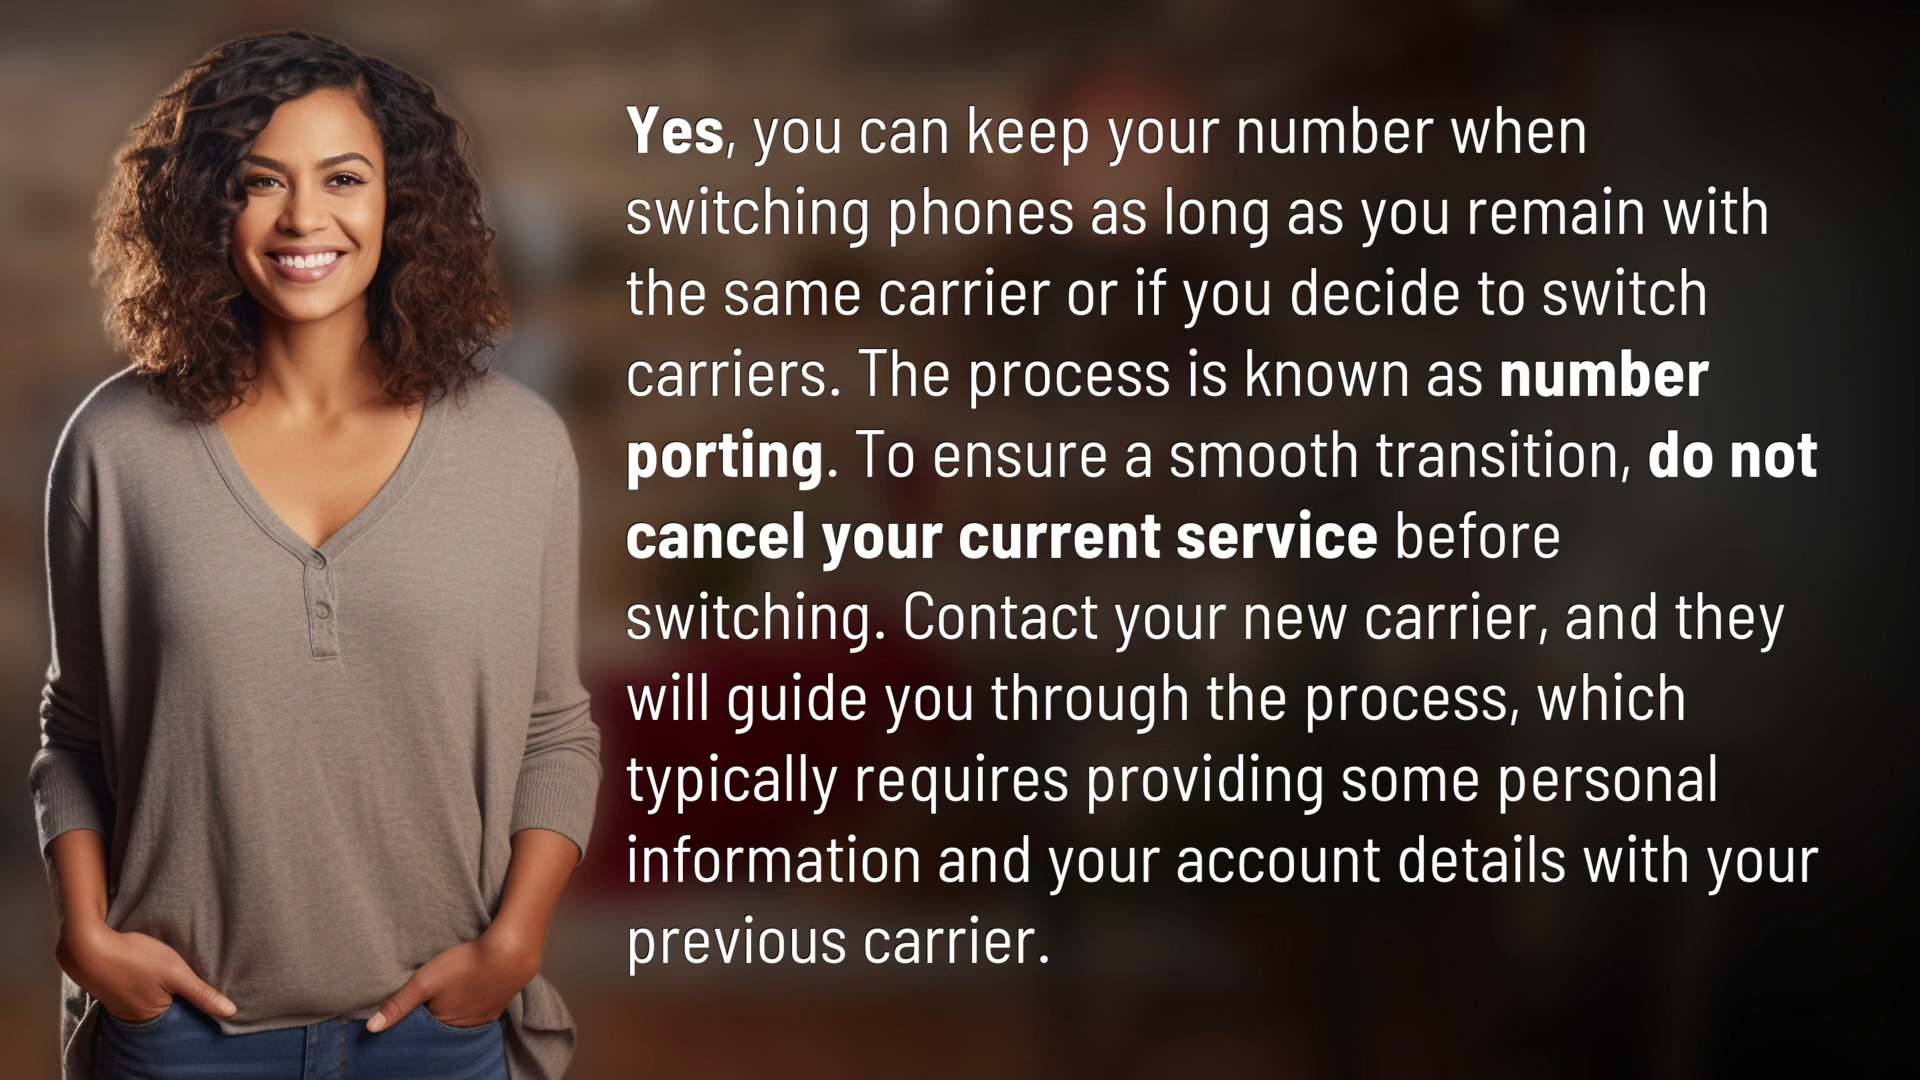 Yes, you can keep your number when
switching phones as long as you remain with
the same carrier or if you decide to switch
carriers. The process is known as number
porting. To ensure a smooth transition, do not
cancel your current service before
switching. Contact your new carrier, and they
will guide you through the process, which
typically requires providing some personal
information and your account details with your
previous carrier.